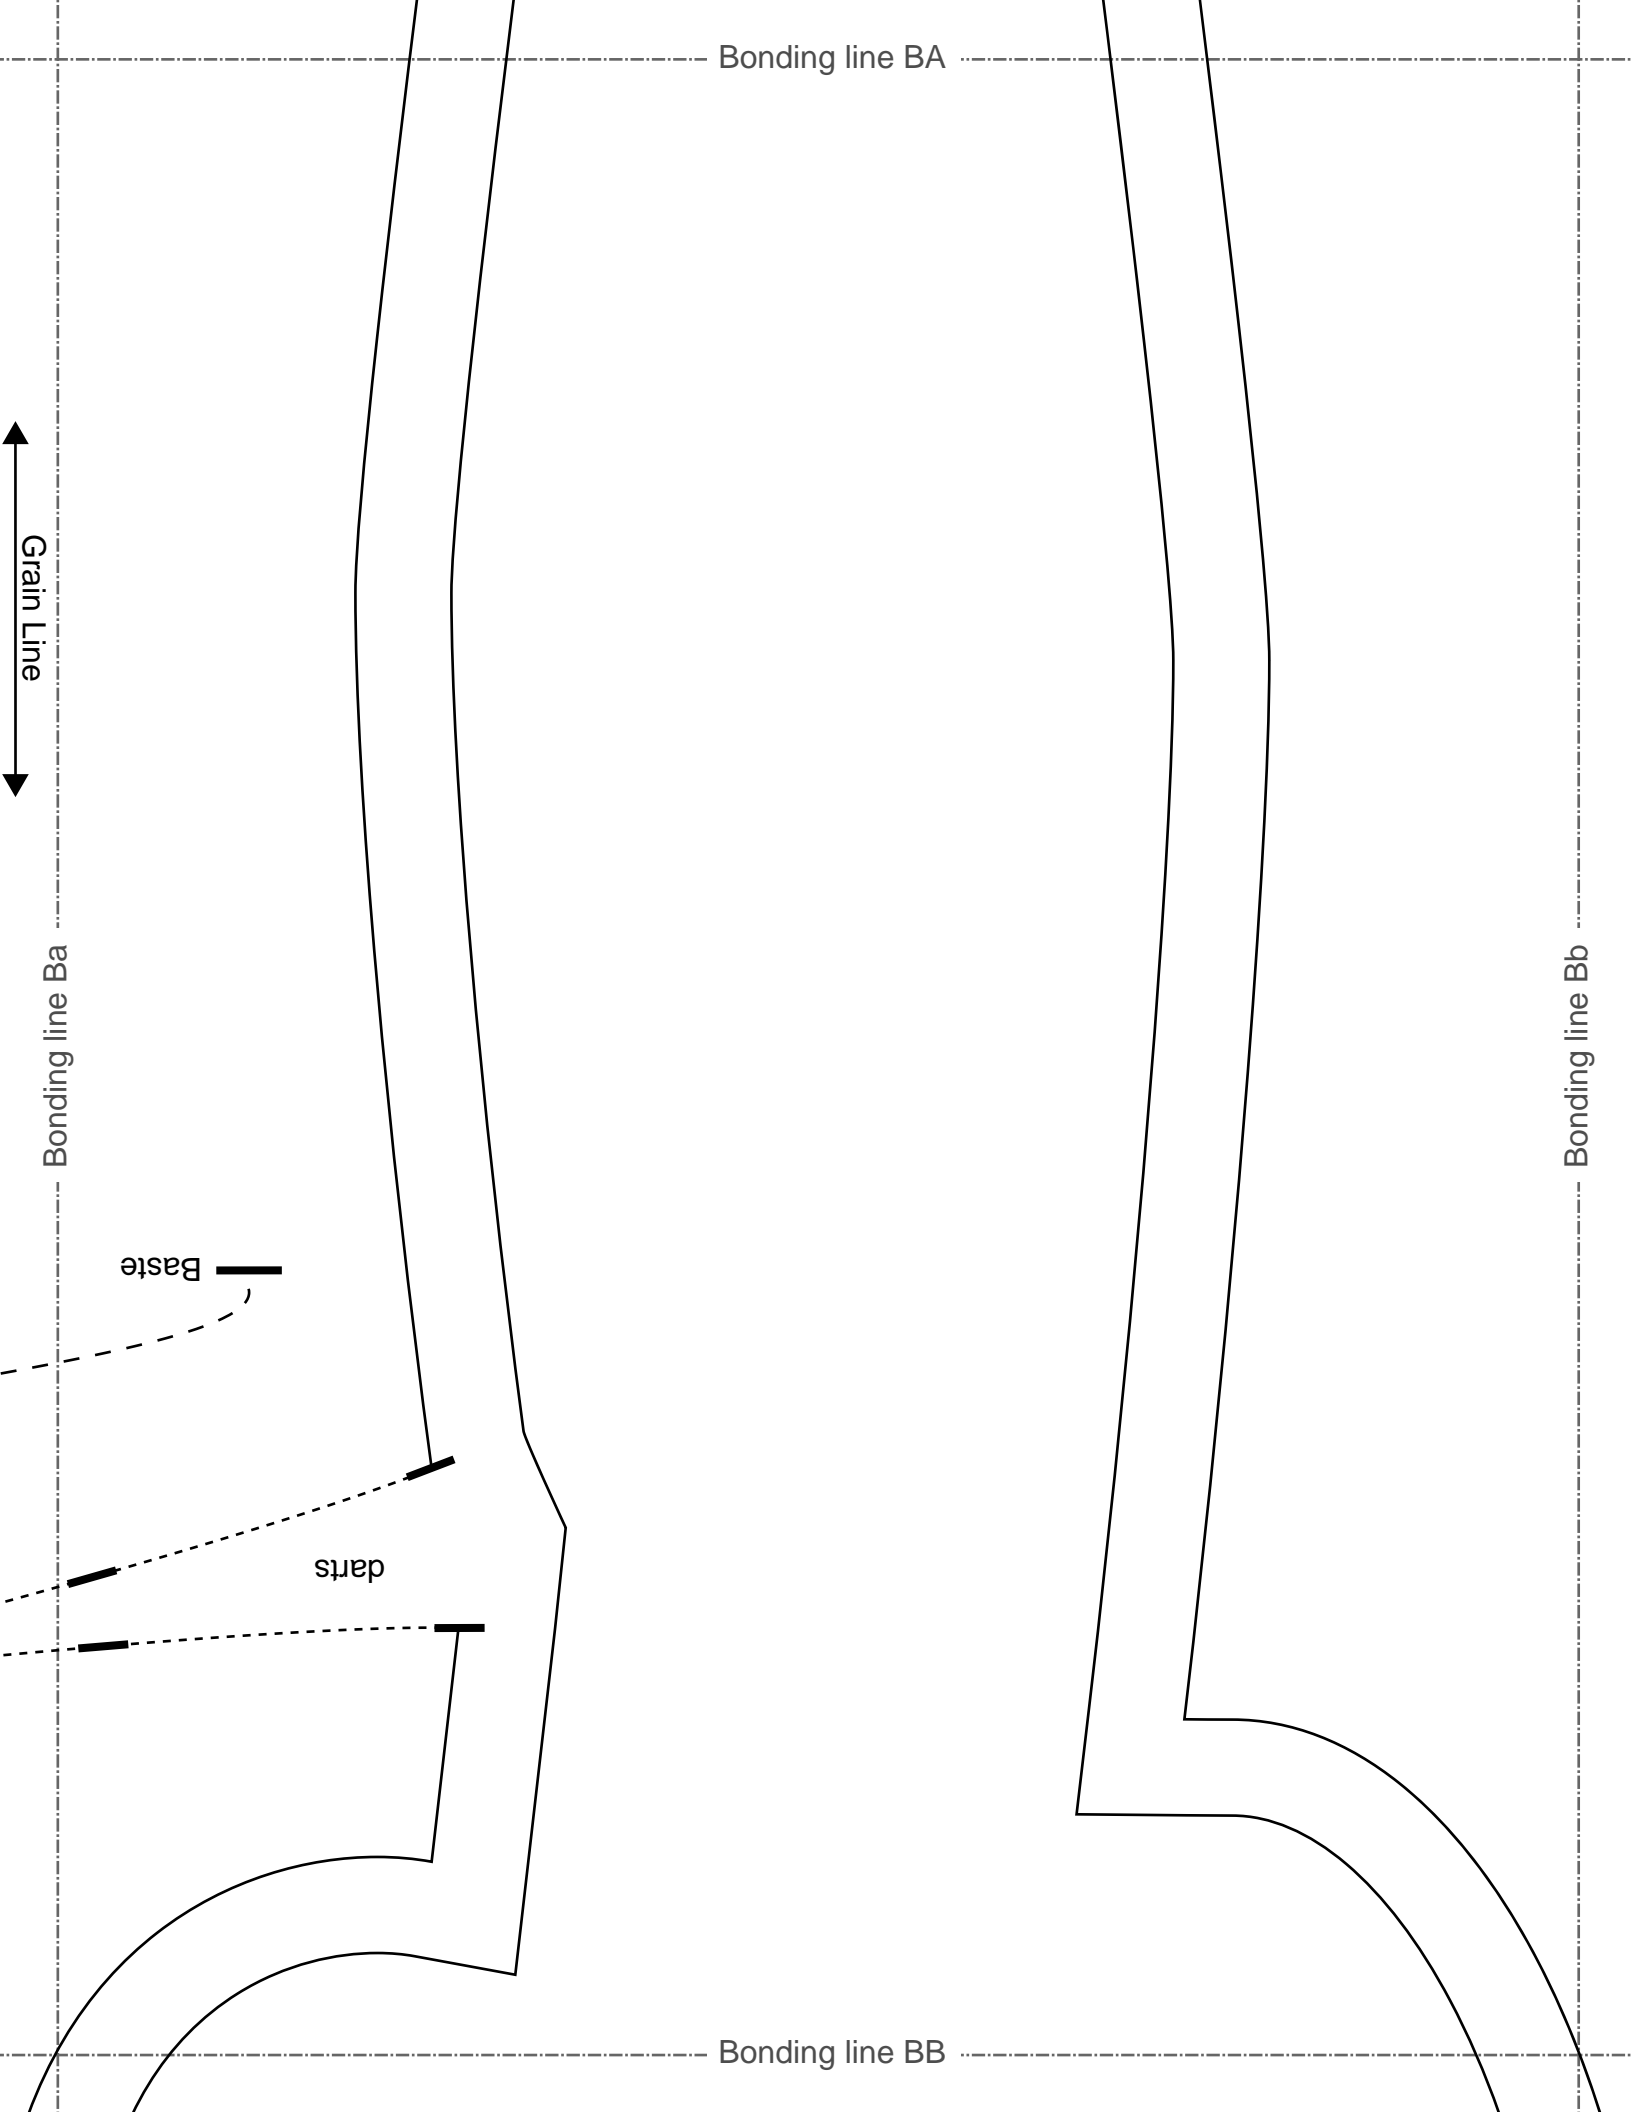 Bonding line BA
Grain Line
Bonding line Ba
Bonding line Bb
Baste
darts
Bonding line BB